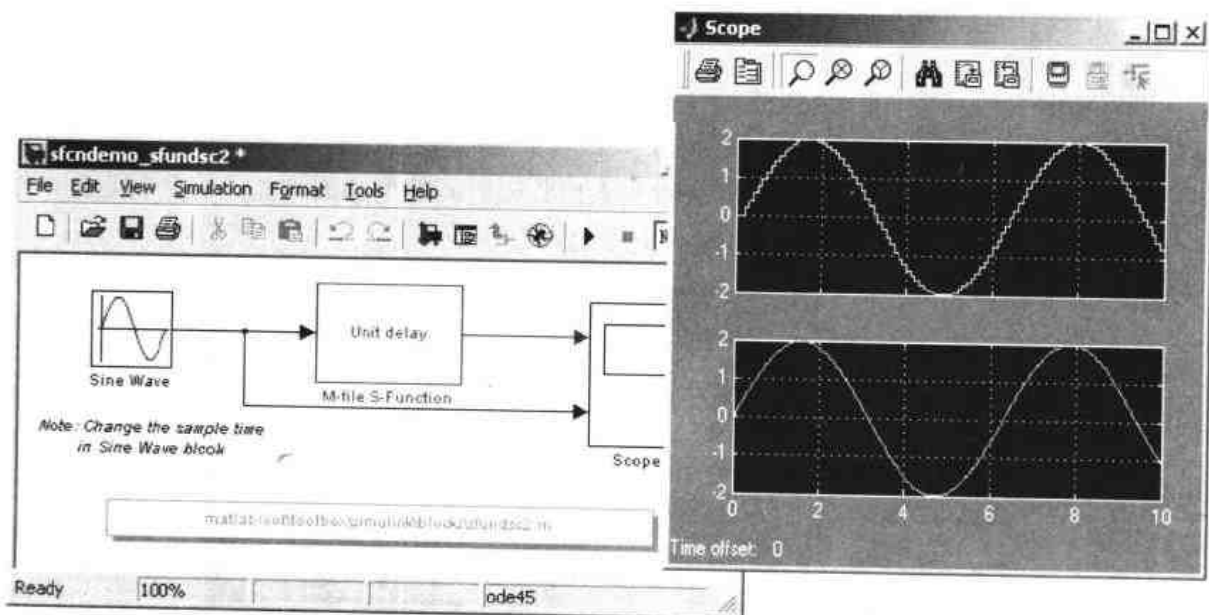 Scope
2
1
0
-1
-2
2
1
0
-1
-2
0 2 4 6 8 10
Time offset: 0
sfcndemo_sfundsc2 *
File Edit View Simulation Format Tools Help
Sine Wave
Unit delay
M-file S-Function
Scope
Note: Change the sample time
in Sine Wave block
Ready 100% ode45